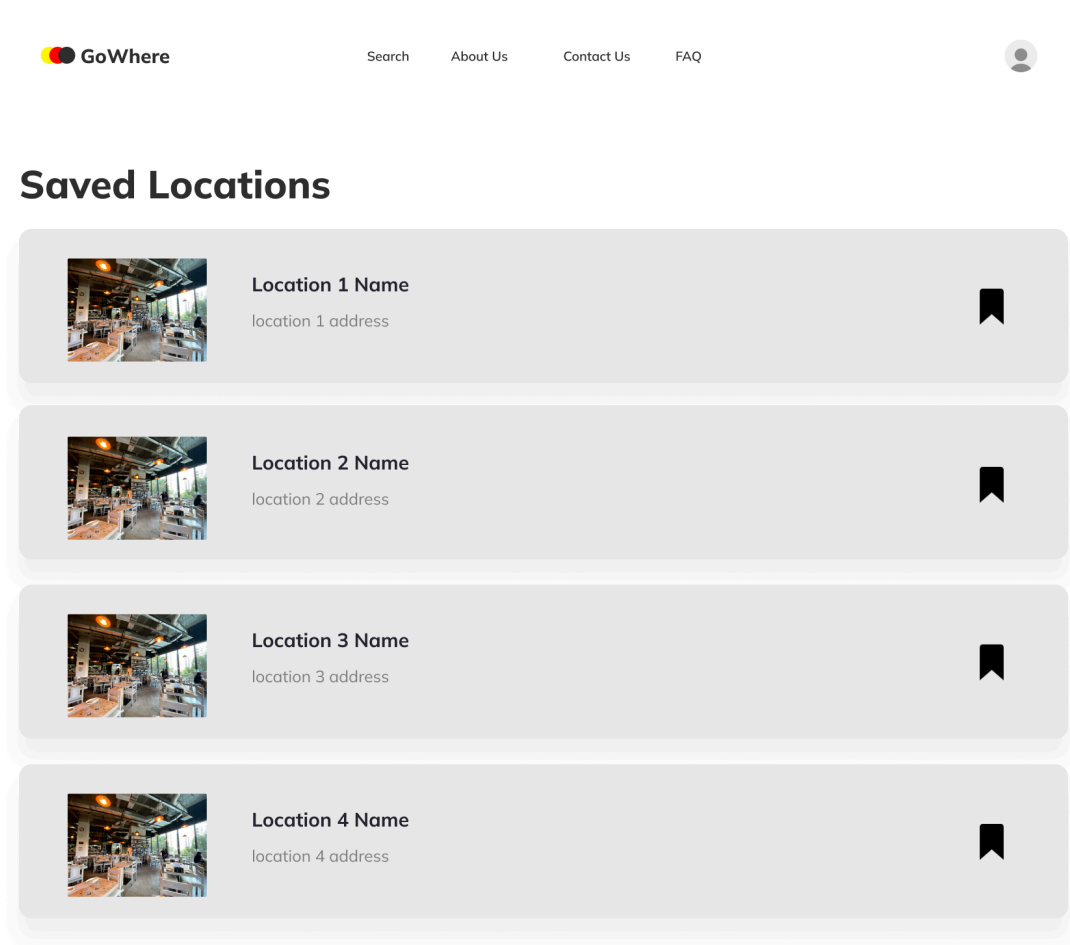 GoWhere
Search About Us Contact Us FAQ
Saved Locations
Location 1 Name
location 1 address
Location 2 Name
location 2 address
Location 3 Name
location 3 address
Location 4 Name
location 4 address